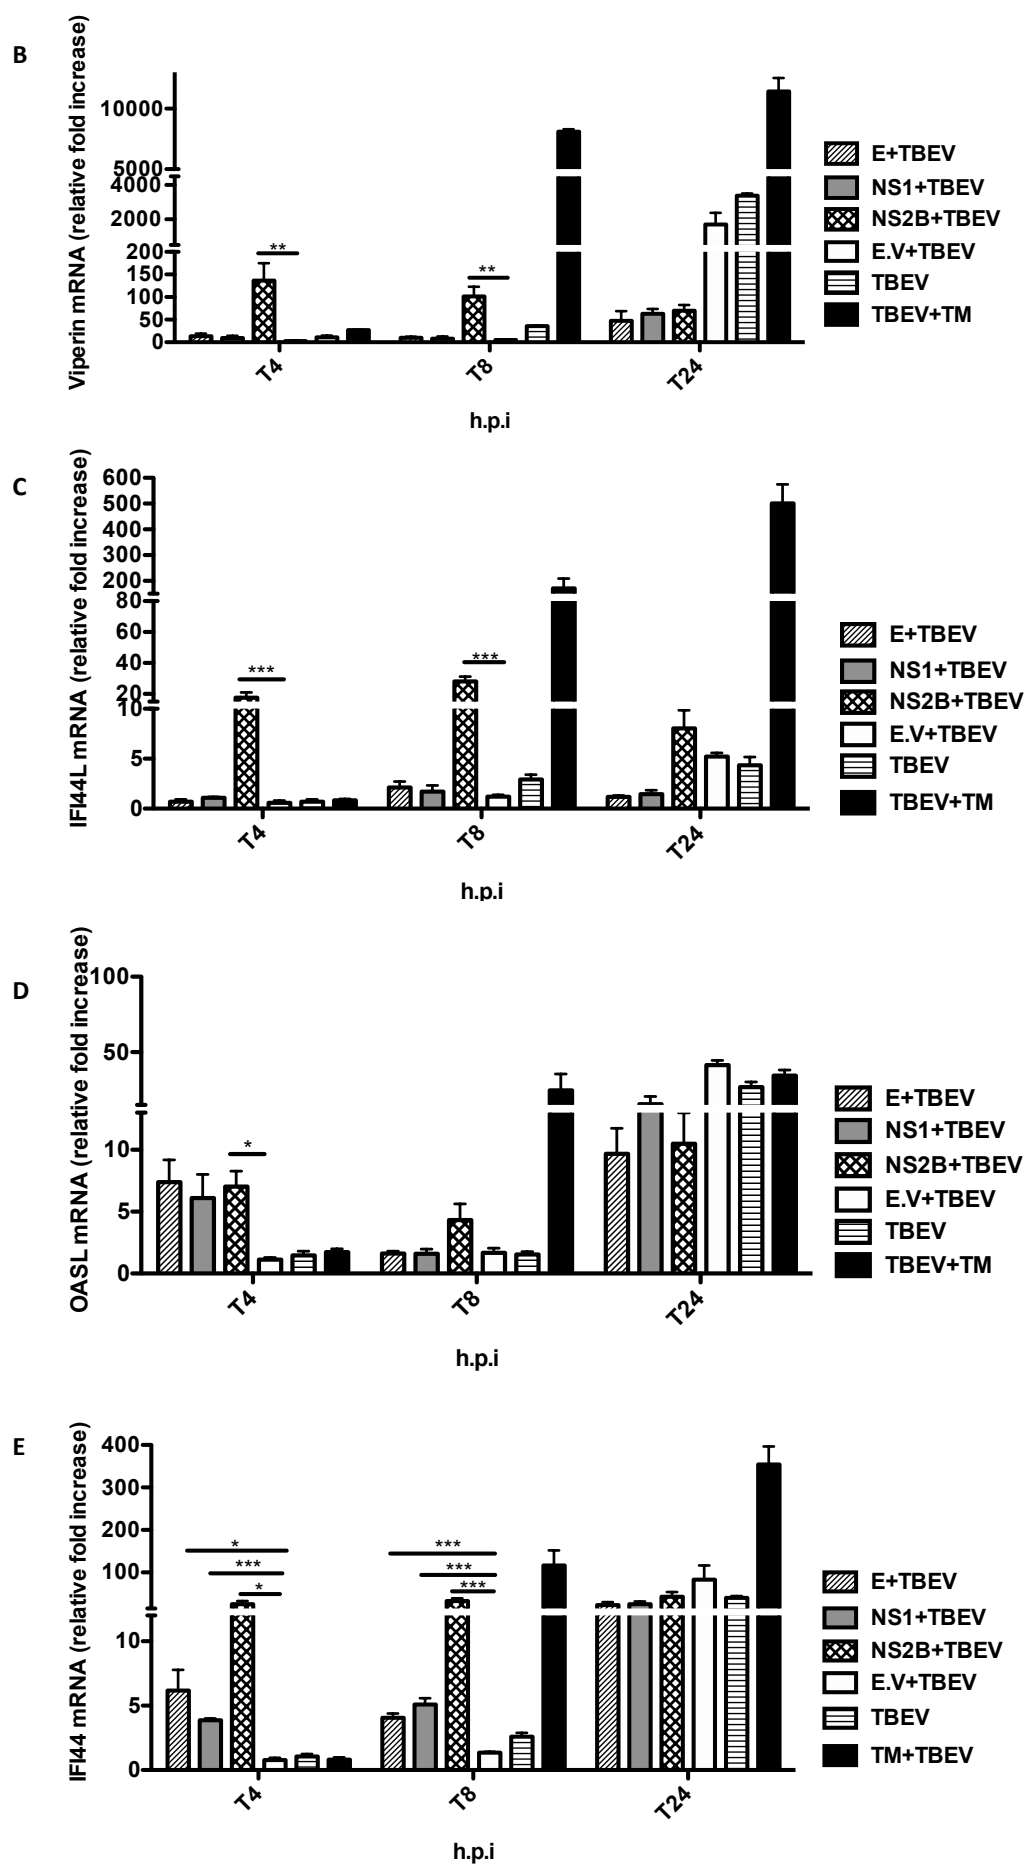 B
Viperin mRNA (relative fold increase)
10000
5000
4000
2000
200
150
100
50
0
**
**
T4
T8
T24
h.p.i
E+TBEV
NS1+TBEV
NS2B+TBEV
E.V+TBEV
TBEV
TBEV+TM
C
IFI44L mRNA (relative fold increase)
600
500
400
300
200
80
60
40
20
10
5
0
***
***
T4
T8
T24
h.p.i
E+TBEV
NS1+TBEV
NS2B+TBEV
E.V+TBEV
TBEV
TBEV+TM
D
OASL mRNA (relative fold increase)
100
50
10
5
0
*
T4
T8
T24
h.p.i
E+TBEV
NS1+TBEV
NS2B+TBEV
E.V+TBEV
TBEV
TBEV+TM
E
IFI44 mRNA (relative fold increase)
400
300
200
100
10
5
0
*
***
*
***
***
***
T4
T8
T24
h.p.i
E+TBEV
NS1+TBEV
NS2B+TBEV
E.V+TBEV
TBEV
TM+TBEV